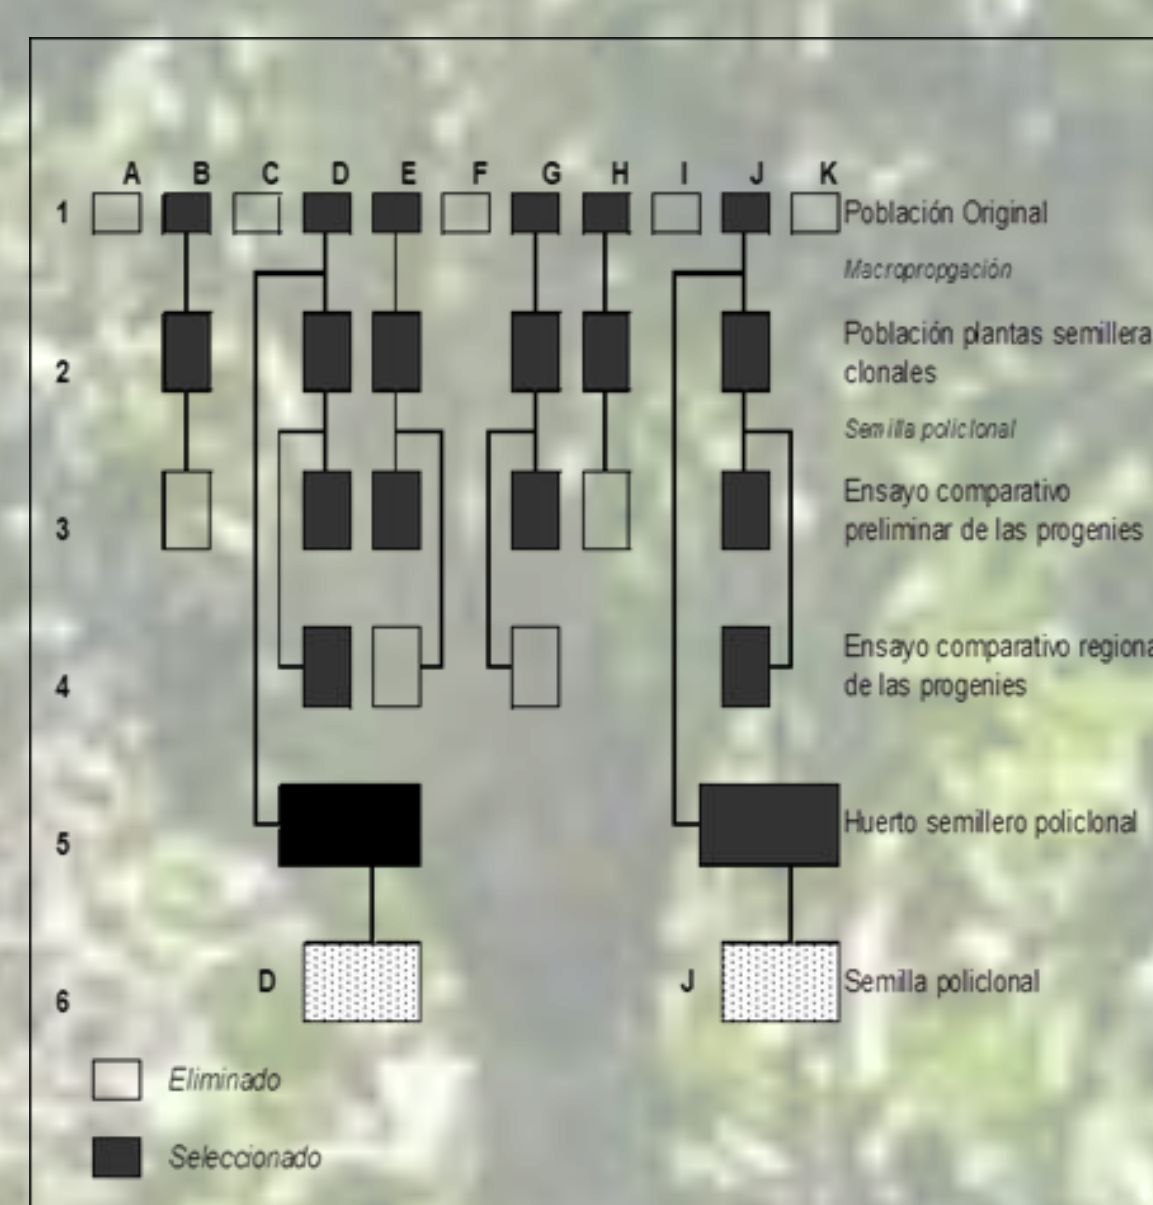 A B C D E F G H I J K
1 Población Original
Macropropgación
Población plantas semillera
2 clonales
Semilla policlonal
Ensayo comparativo
3 preliminar de las progenies
Ensayo comparativo regiona
4 de las progenies
5 Huerto semillero policlonal
D J Semilla policlonal
6
Eliminado
Seleccionado